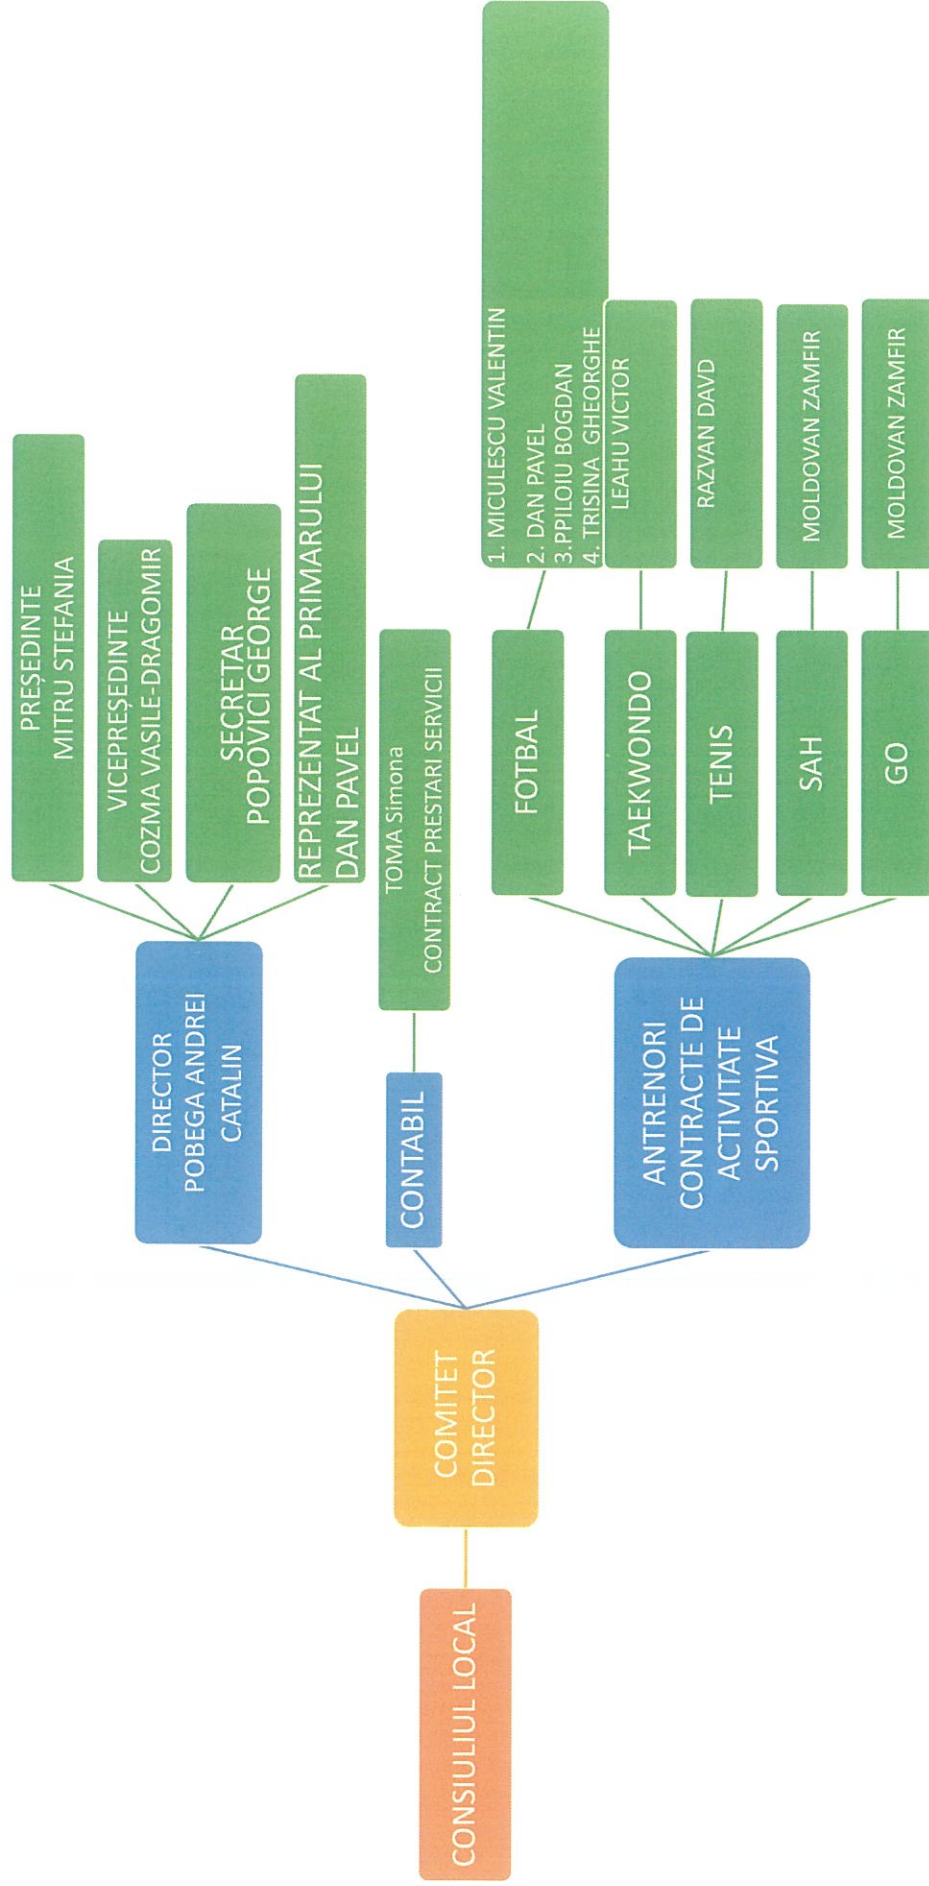 CONSIULIUL LOCAL
COMITET
DIRECTOR
DIRECTOR
POBEGA ANDREI
CATALIN
PREȘEDINTE
MITRU STEFANIA
VICEPREȘEDINTE
COZMA VASILE-DRAGOMIR
SECRETAR
POPOVICI GEORGE
REPREZENTAT AL PRIMARULUI
DAN PAVEL
CONTABIL
TOMA Simona
CONTRACT PRESTARI SERVICII
ANTRENORI
CONTRACTE DE
ACTIVITATE
SPORTIVA
FOTBAL
1. MICULESCU VALENTIN
2. DAN PAVEL
3.PPILOIU BOGDAN
4. TRISINA GHEORGHE
TAEKWONDO
LEAHU VICTOR
TENIS
RAZVAN DAVD
SAH
MOLDOVAN ZAMFIR
GO
MOLDOVAN ZAMFIR